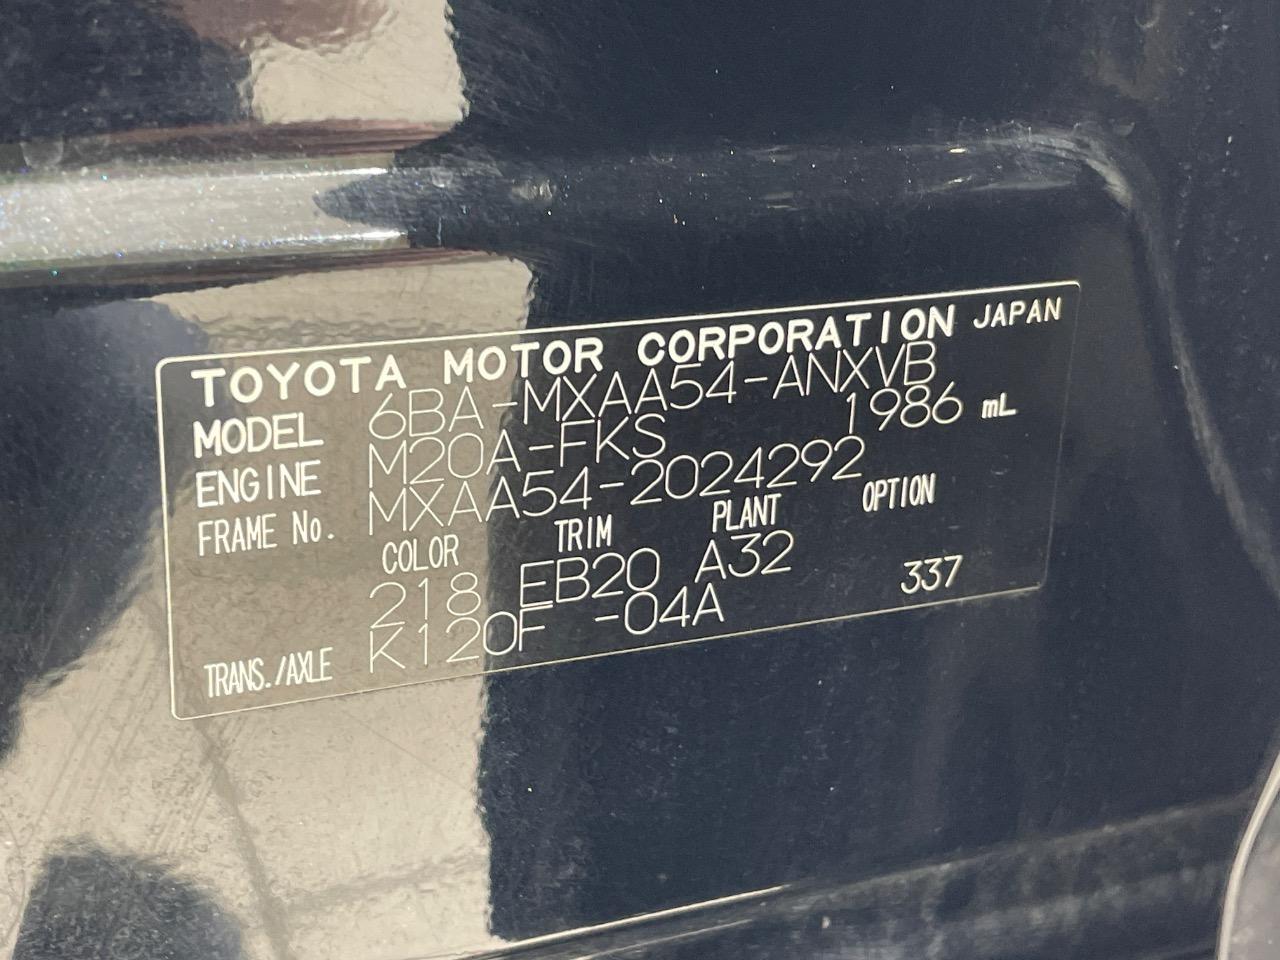 TOYOTA MOTOR CORPORATION JAPAN
MODEL 6BA-MXAA54-ANXVB
ENGINE M20A-FKS 1986 mL
FRAME No. MXAA54-2024292
COLOR TRIM PLANT OPTION
218 EB20 A32
TRANS./AXLE K120F -04A 337